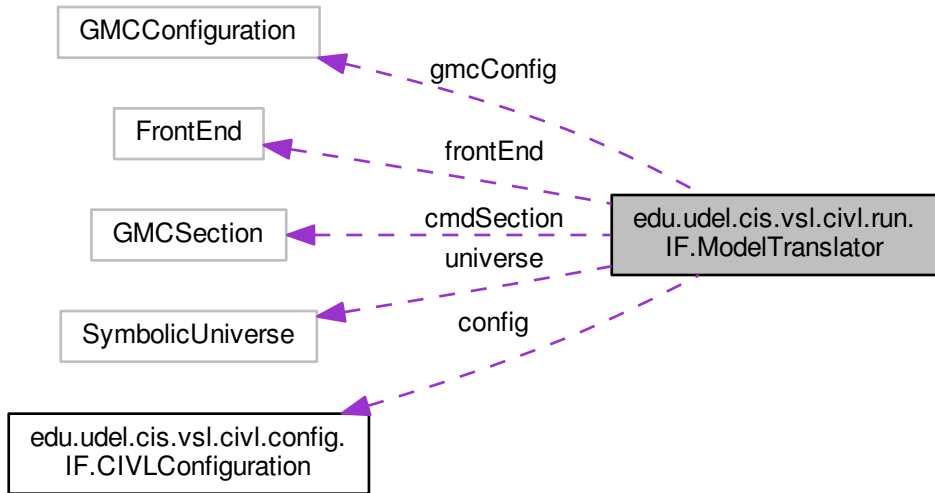 GMCConfiguration
gmcConfig
FrontEnd
frontEnd
GMCSection
cmdSection
edu.udel.cis.vsl.civl.run.
IF.ModelTranslator
universe
SymbolicUniverse
config
edu.udel.cis.vsl.civl.config.
IF.CIVLConfiguration